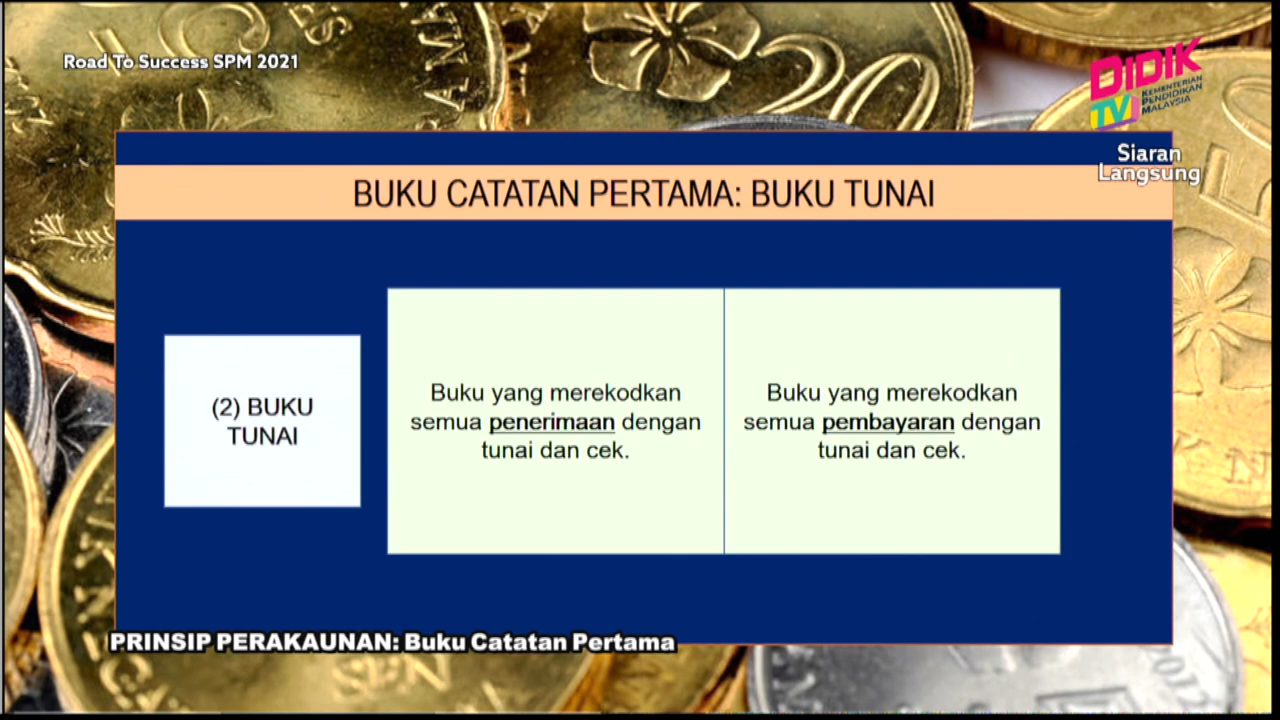 Road To Success SPM 2021
DIDIK
TV
KEMENTERIAN
PENDIDIKAN
MALAYSIA
Siaran
Langsung
BUKU CATATAN PERTAMA: BUKU TUNAI
(2) BUKU
TUNAI
Buku yang merekodkan
semua penerimaan dengan
tunai dan cek.
Buku yang merekodkan
semua pembayaran dengan
tunai dan cek.
PRINSIP PERAKAUNAN: Buku Catatan Pertama
20